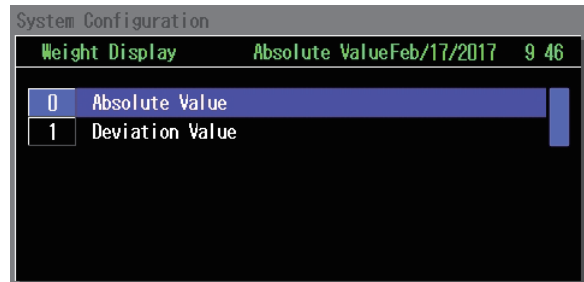 System Configuration
Weight Display Absolute ValueFeb/17/2017 9 46
0 Absolute Value
1 Deviation Value